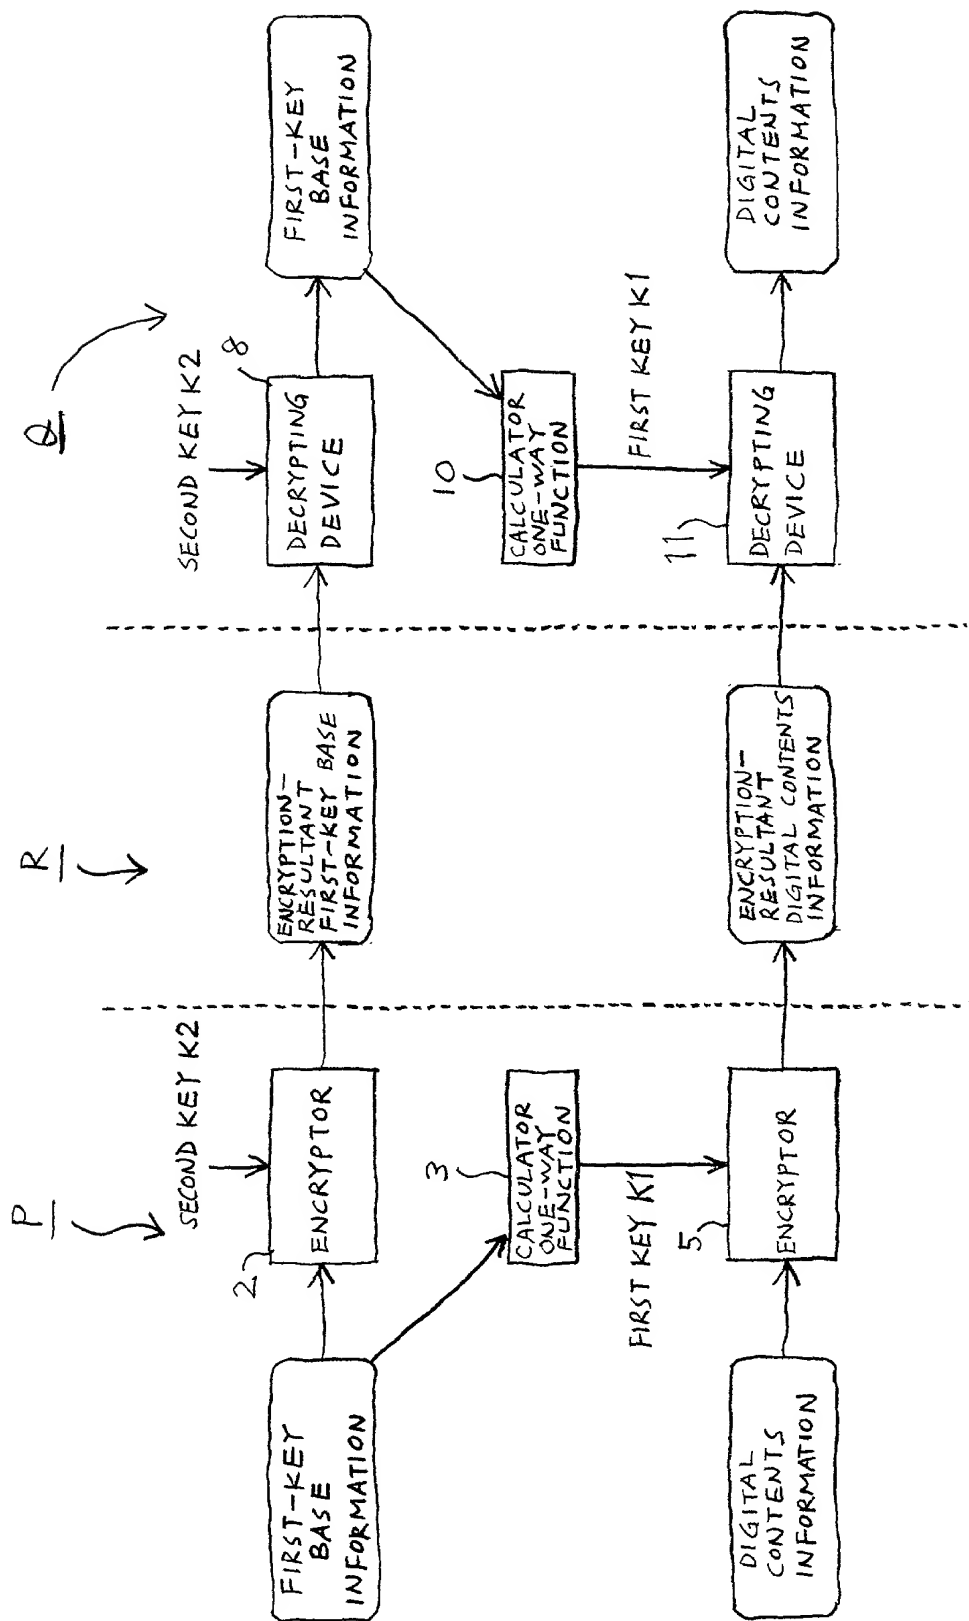 P
R
Q
SECOND KEY K2
SECOND KEY K2
FIRST-KEY
BASE
INFORMATION
2
ENCRYPTOR
ENCRYPTION-
RESULTANT
FIRST-KEY BASE
INFORMATION
8
DECRYPTING
DEVICE
FIRST-KEY
BASE
INFORMATION
3
CALCULATOR
ONE-WAY
FUNCTION
10
CALCULATOR
ONE-WAY
FUNCTION
FIRST KEY K1
FIRST KEY K1
DIGITAL
CONTENTS
INFORMATION
5
ENCRYPTOR
ENCRYPTION-
RESULTANT
DIGITAL CONTENTS
INFORMATION
11
DECRYPTING
DEVICE
DIGITAL
CONTENTS
INFORMATION